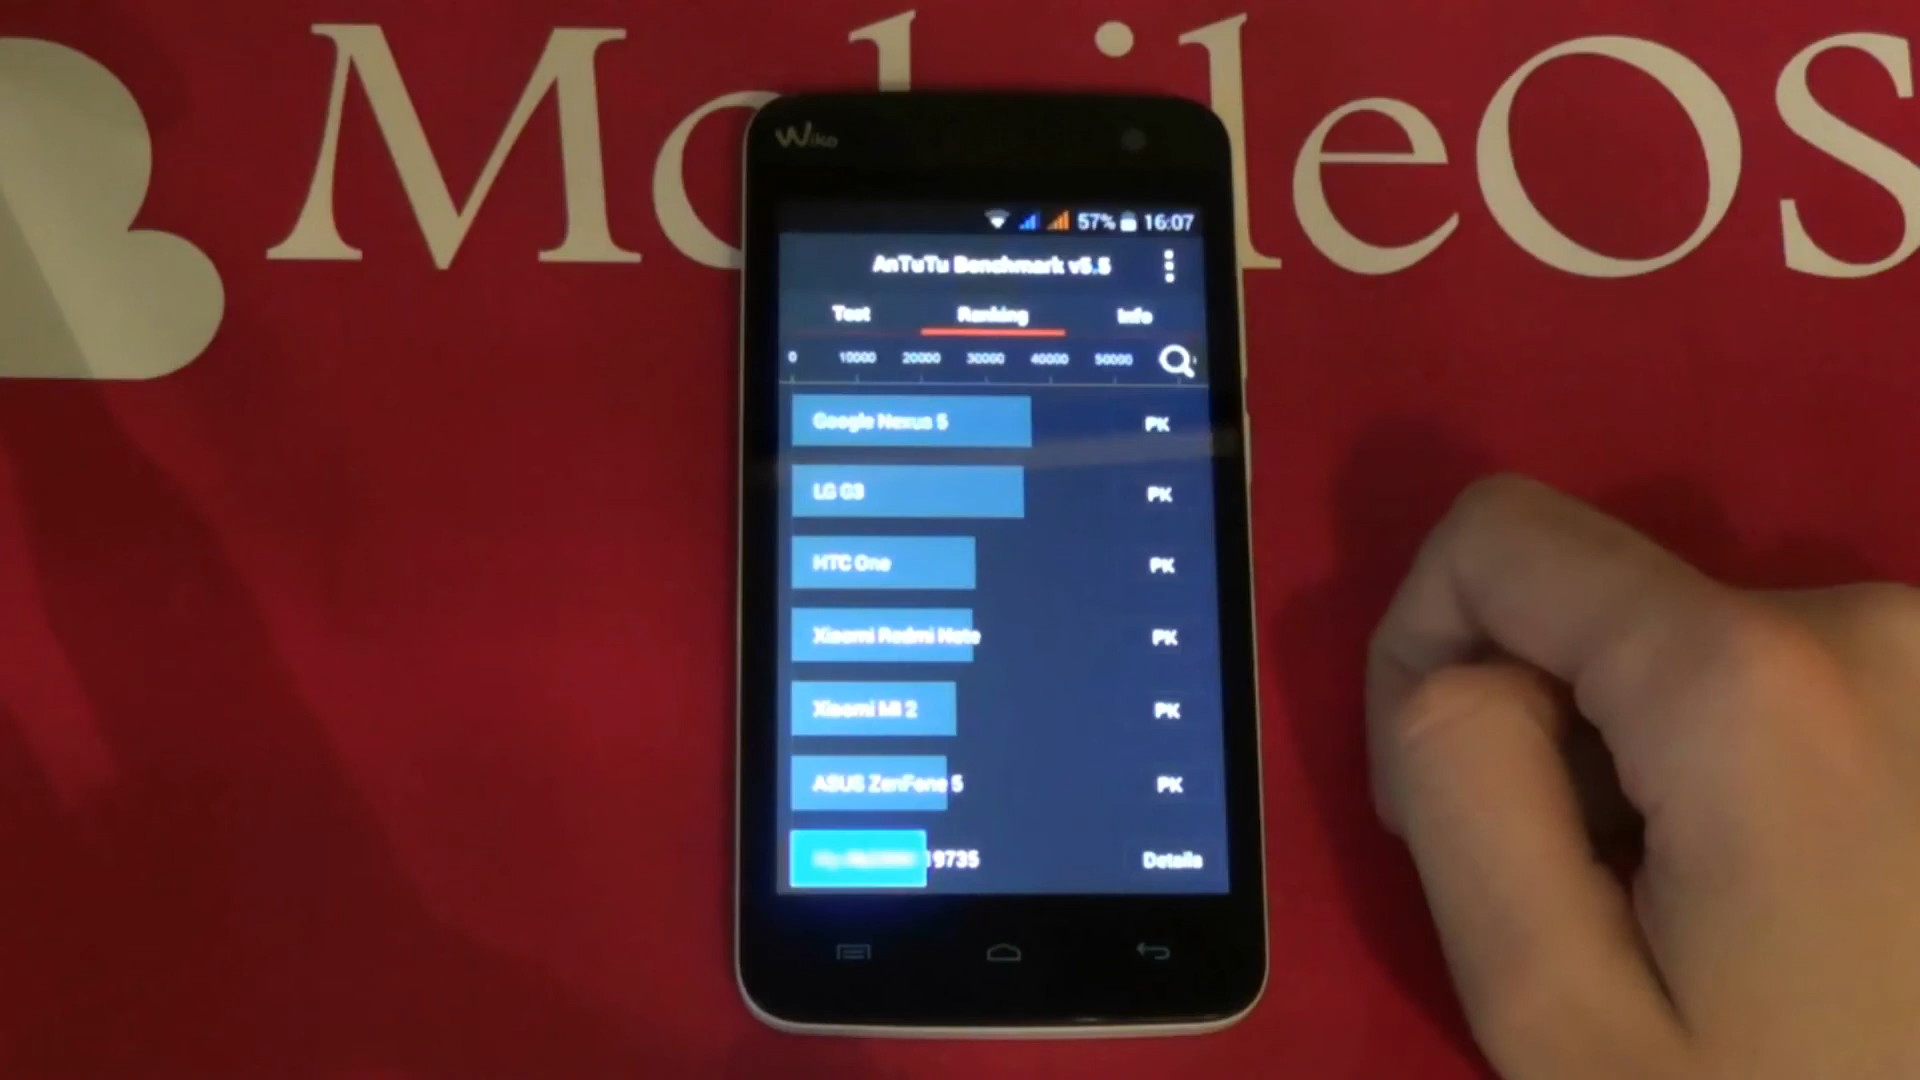 MobileOS
Wiko
57% 16:07
AnTuTu Benchmark v5.5
Test Ranking Info
0 10000 20000 30000 40000 50000
Google Nexus 5 PK
LG G3 PK
HTC One PK
Xiaomi Redmi Note PK
Xiaomi MI 2 PK
ASUS ZenFone 5 PK
19735 Details